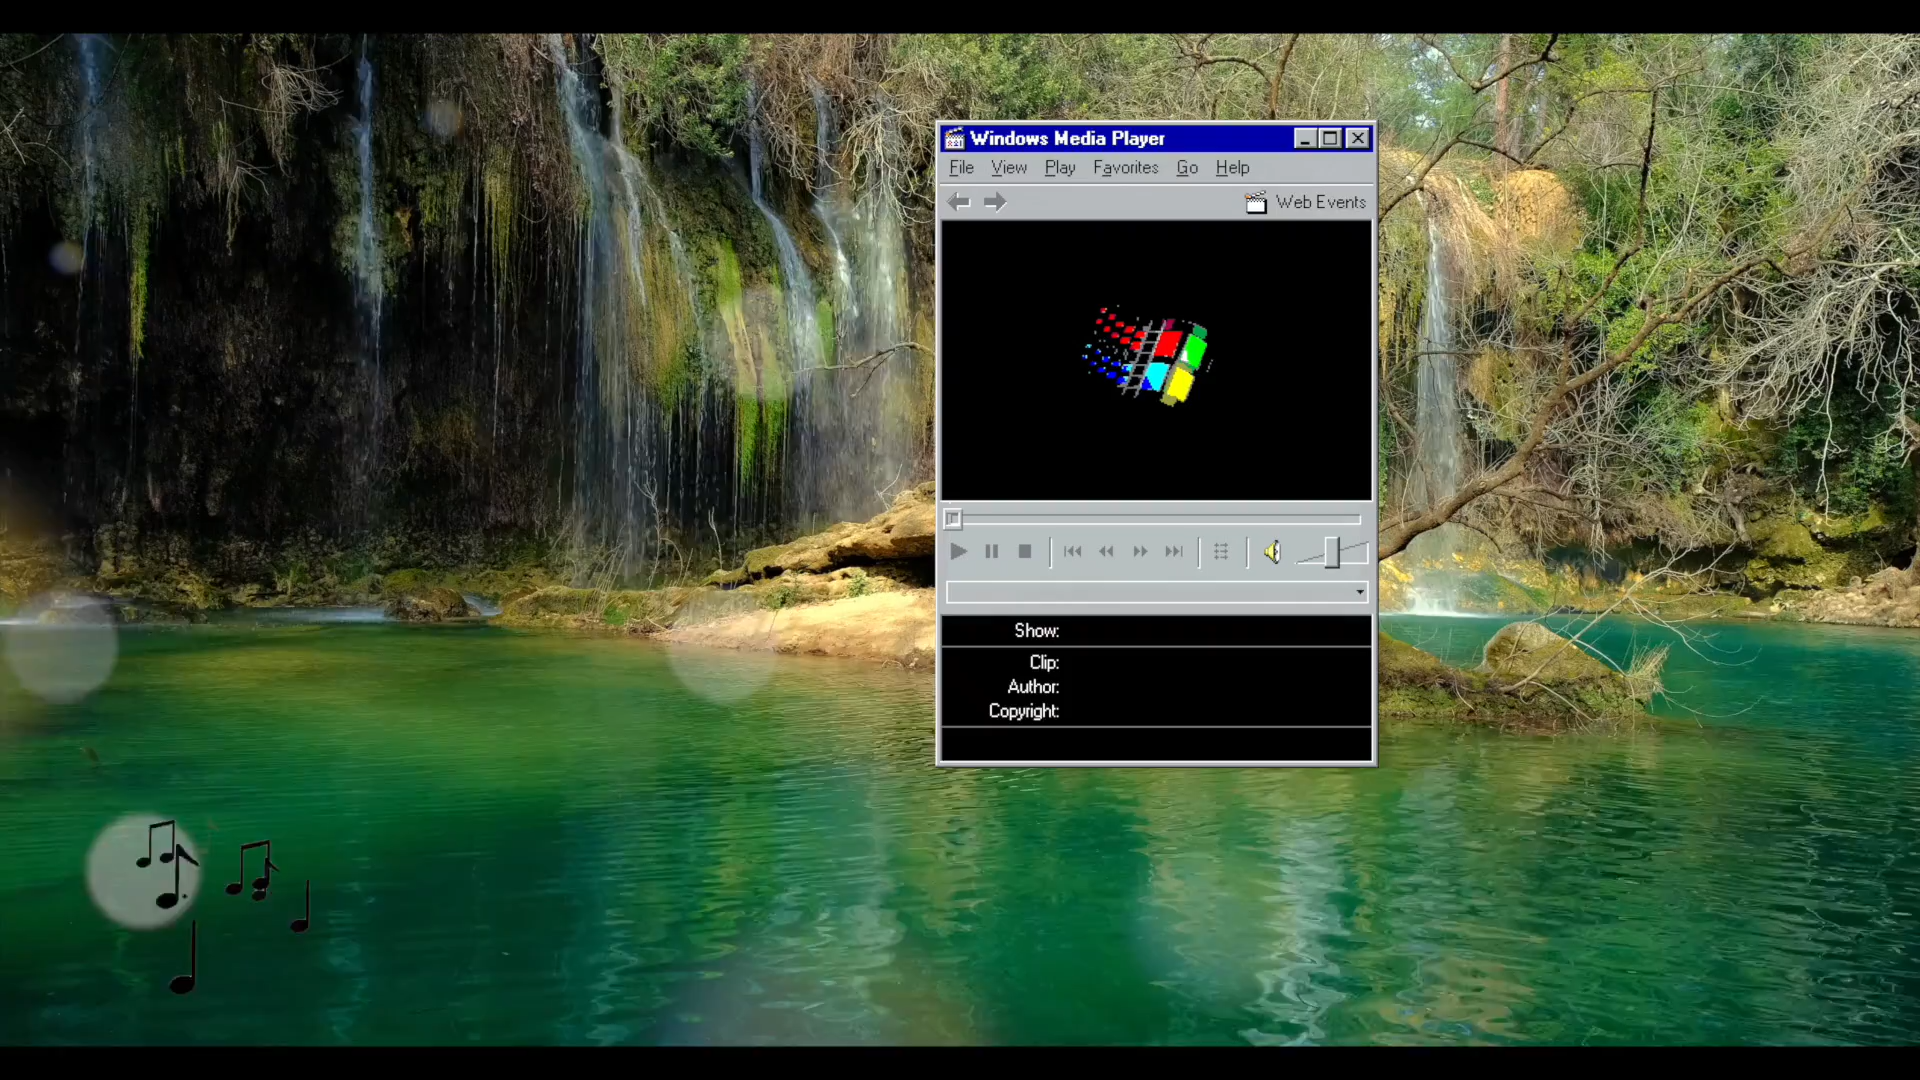 Windows Media Player
File View Play Favorites Go Help
Web Events
Show:
Clip:
Author:
Copyright: